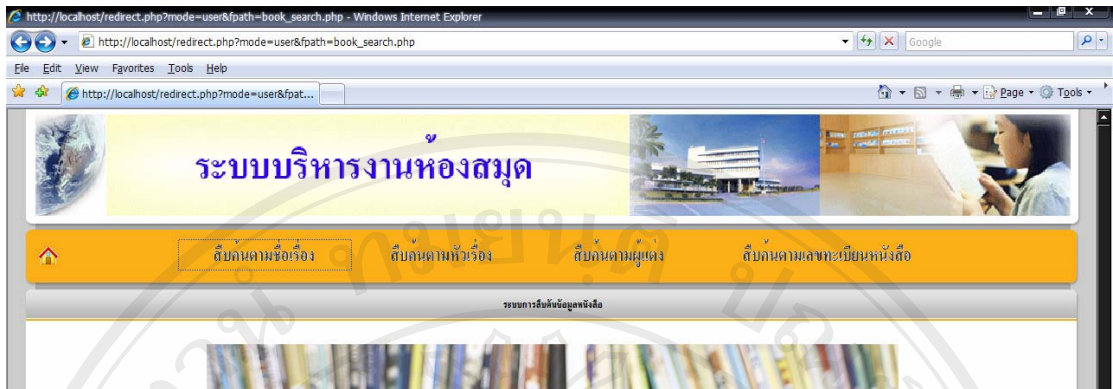 http://localhost/redirect.php?mode=user&fpath=book_search.php - Windows Internet Explorer
http://localhost/redirect.php?mode=user&fpath=book_search.php
Google
File Edit View Favorites Tools Help
http://localhost/redirect.php?mode=user&fpat...
Page Tools
ระบบบริหารงานห้องสมุด
สืบค้นตามชื่อเรื่อง สืบค้นตามหัวเรื่อง สืบค้นตามผู้แต่ง สืบค้นตามเลขทะเบียนหนังสือ
ระบบการสืบค้นข้อมูลหนังสือ